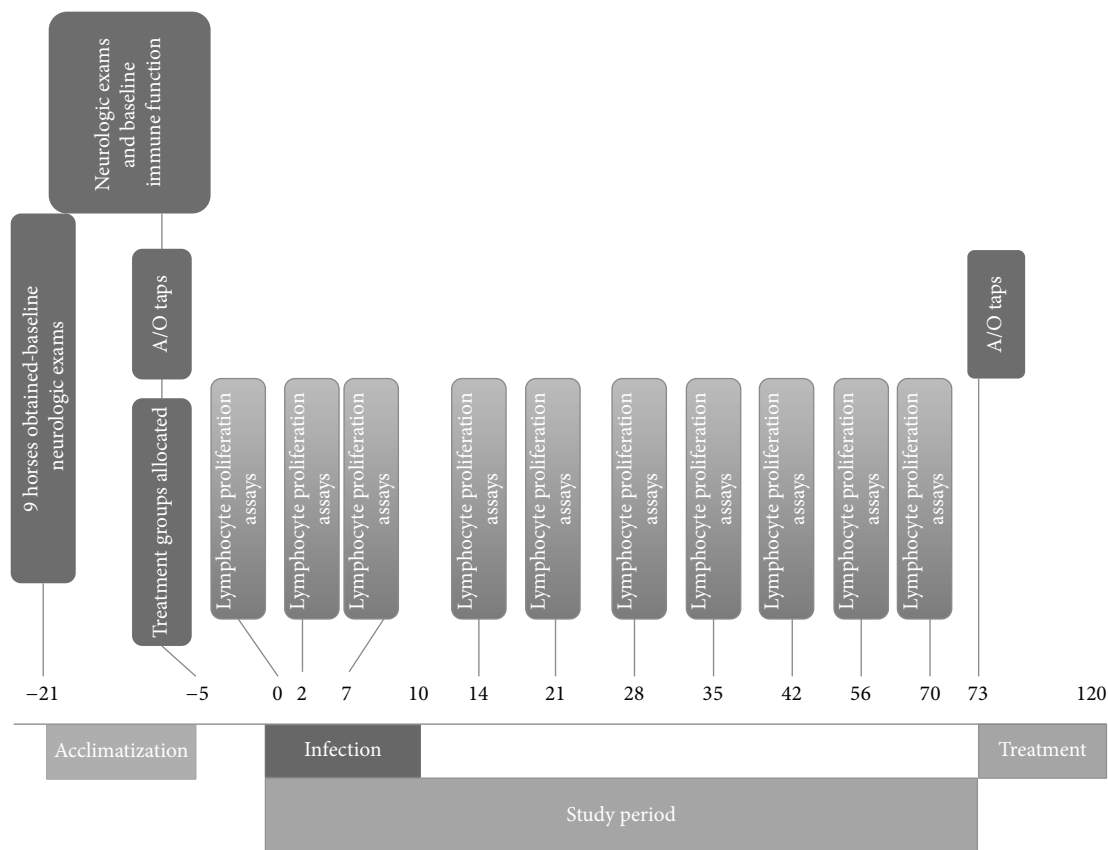 Neurologic exams
and baseline
immune function
9 horses obtained-baseline
neurologic exams
A/O taps
Treatment groups allocated
Lymphocyte proliferation
assays
Lymphocyte proliferation
assays
Lymphocyte proliferation
assays
Lymphocyte proliferation
assays
Lymphocyte proliferation
assays
Lymphocyte proliferation
assays
Lymphocyte proliferation
assays
Lymphocyte proliferation
assays
Lymphocyte proliferation
assays
Lymphocyte proliferation
assays
A/O taps
−21 −5 0 2 7 10 14 21 28 35 42 56 70 73 120
Acclimatization Infection Treatment
Study period